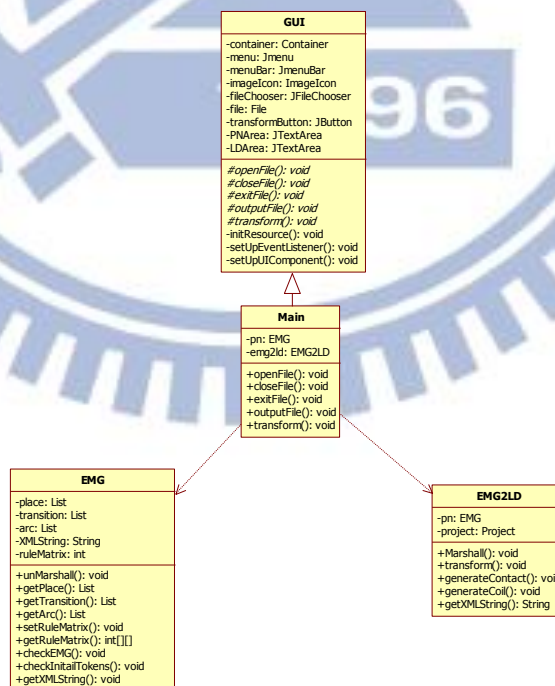 GUI
-container: Container
-menu: Jmenu
-menuBar: JmenuBar
-imageIcon: ImageIcon
-fileChooser: JFileChooser
-file: File
-transformButton: JButton
-PNArea: JTextArea
-LDArea: JTextArea
#openFile(): void
#closeFile(): void
#exitFile(): void
#outputFile(): void
#transform(): void
-initResource(): void
-setUpEventListener(): void
-setUpUIComponent(): void
96
Main
-pn: EMG
-emg2ld: EMG2LD
+openFile(): void
+closeFile(): void
+exitFile(): void
+outputFile(): void
+transform(): void
EMG
-place: List
-transition: List
-arc: List
-XMLString: String
-ruleMatrix: int
+unMarshall(): void
+getPlace(): List
+getTransition(): List
+getArc(): List
+setRuleMatrix(): void
+getRuleMatrix(): int[][]
+checkEMG(): void
+checkInitailTokens(): void
+getXMLString(): void
EMG2LD
-pn: EMG
-project: Project
+Marshall(): void
+transform(): void
+generateContact(): voi
+generateCoil(): void
+getXMLString(): String